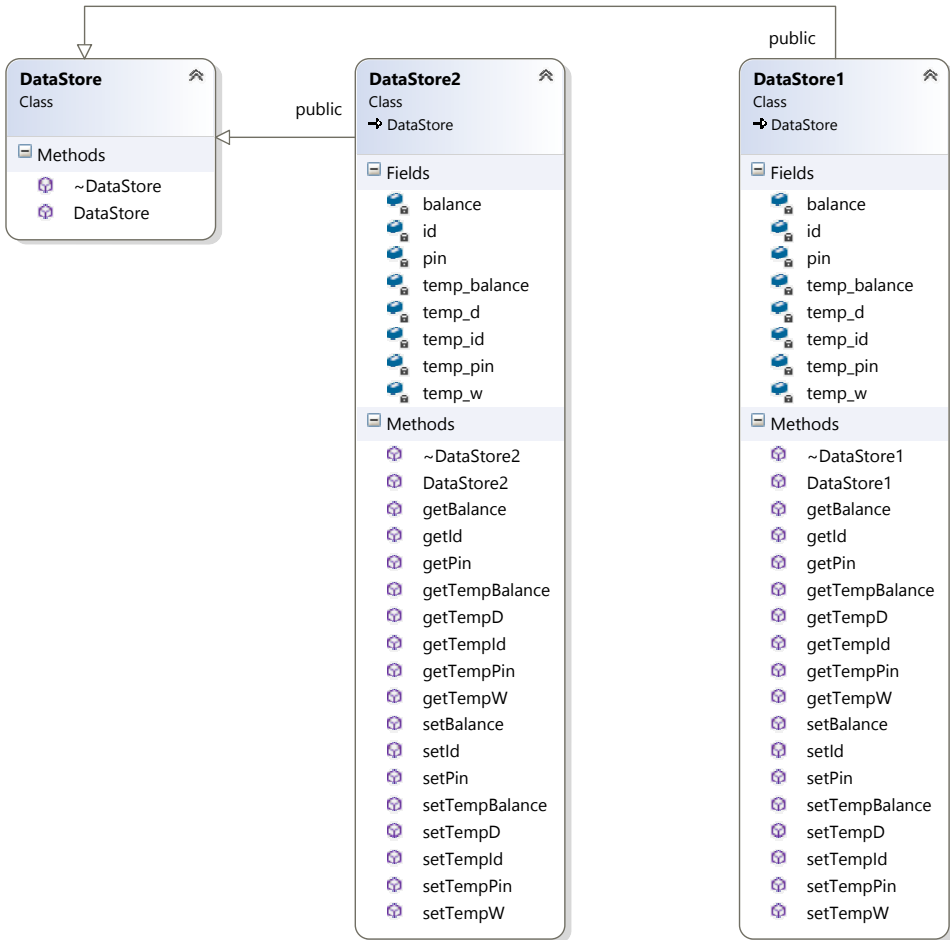 public
DataStore
Class
Methods
~DataStore
DataStore
public
DataStore2
Class
DataStore
Fields
balance
id
pin
temp_balance
temp_d
temp_id
temp_pin
temp_w
Methods
~DataStore2
DataStore2
getBalance
getId
getPin
getTempBalance
getTempD
getTempId
getTempPin
getTempW
setBalance
setId
setPin
setTempBalance
setTempD
setTempId
setTempPin
setTempW
DataStore1
Class
DataStore
Fields
balance
id
pin
temp_balance
temp_d
temp_id
temp_pin
temp_w
Methods
~DataStore1
DataStore1
getBalance
getId
getPin
getTempBalance
getTempD
getTempId
getTempPin
getTempW
setBalance
setId
setPin
setTempBalance
setTempD
setTempId
setTempPin
setTempW